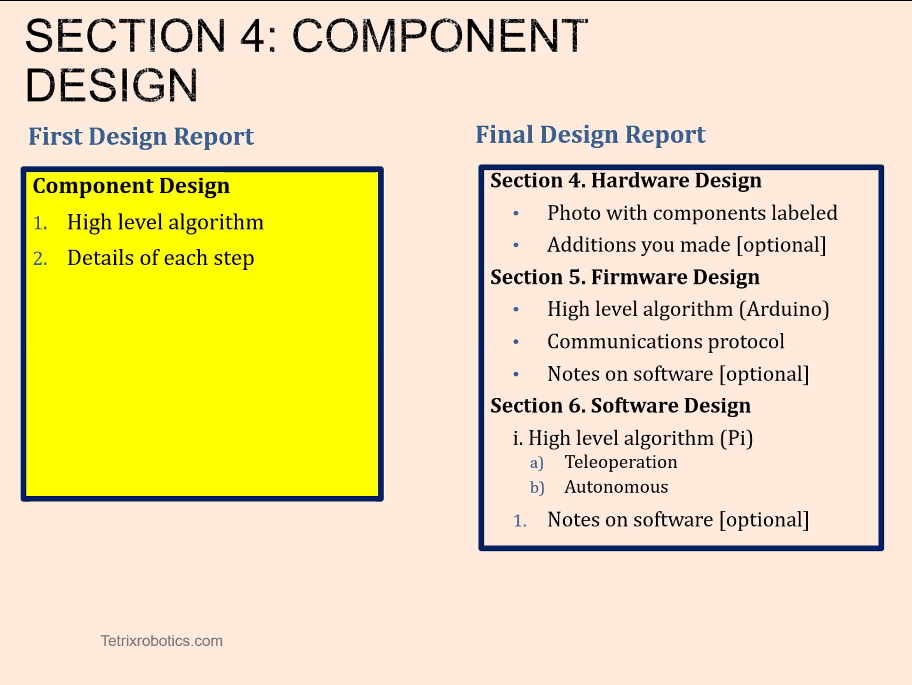 SECTION 4: COMPONENT
DESIGN
First Design Report
Component Design
1. High level algorithm
2. Details of each step
Final Design Report
Section 4. Hardware Design
• Photo with components labeled
• Additions you made [optional]
Section 5. Firmware Design
• High level algorithm (Arduino)
• Communications protocol
• Notes on software [optional]
Section 6. Software Design
i. High level algorithm (Pi)
a) Teleoperation
b) Autonomous
1. Notes on software [optional]
Tetrixrobotics.com